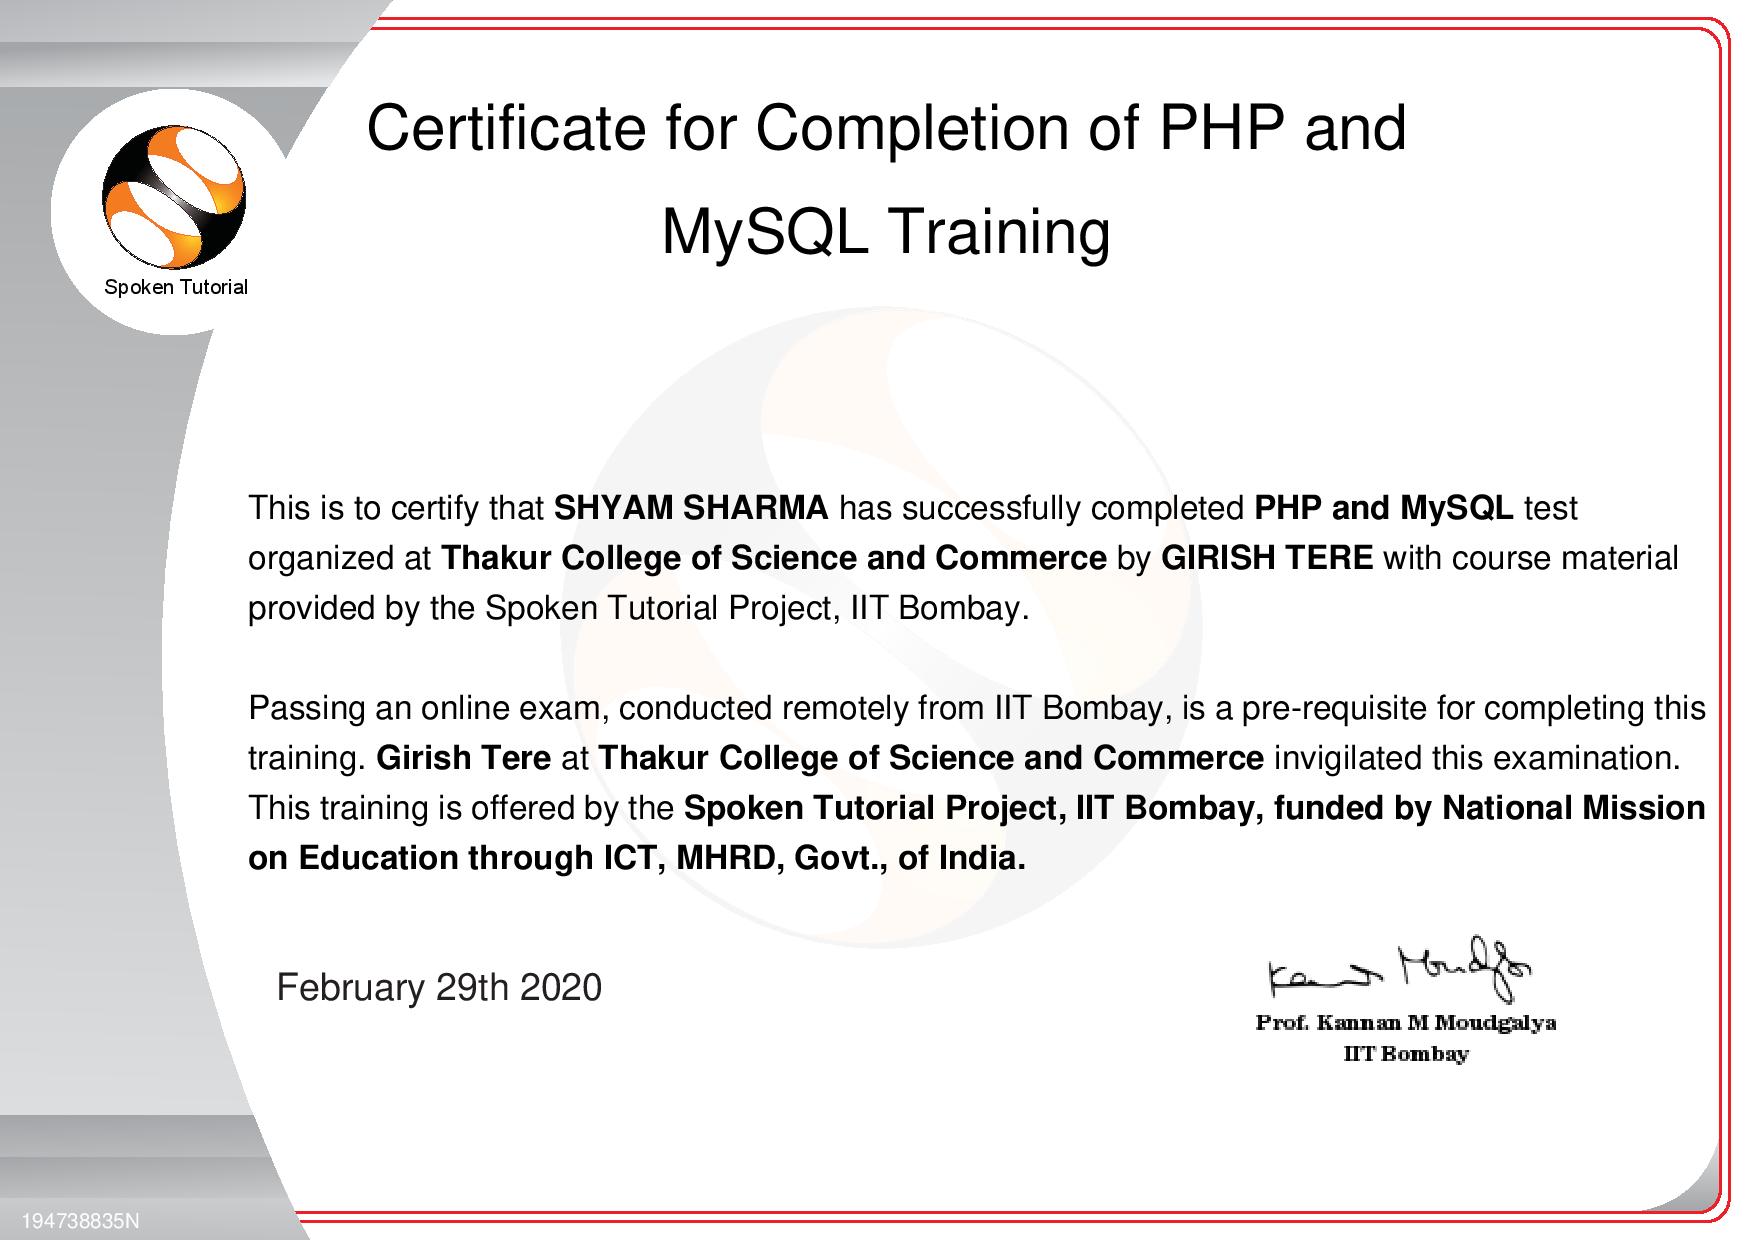 Certificate for Completion of PHP and
MySQL Training
Spoken Tutorial
This is to certify that SHYAM SHARMA has successfully completed PHP and MySQL test
organized at Thakur College of Science and Commerce by GIRISH TERE with course material
provided by the Spoken Tutorial Project, IIT Bombay.
Passing an online exam, conducted remotely from IIT Bombay, is a pre-requisite for completing this
training. Girish Tere at Thakur College of Science and Commerce invigilated this examination.
This training is offered by the Spoken Tutorial Project, IIT Bombay, funded by National Mission
on Education through ICT, MHRD, Govt., of India.
February 29th 2020
Kannan Moudgalya
Prof. Kannan M Moudgalya
IIT Bombay
194738835N